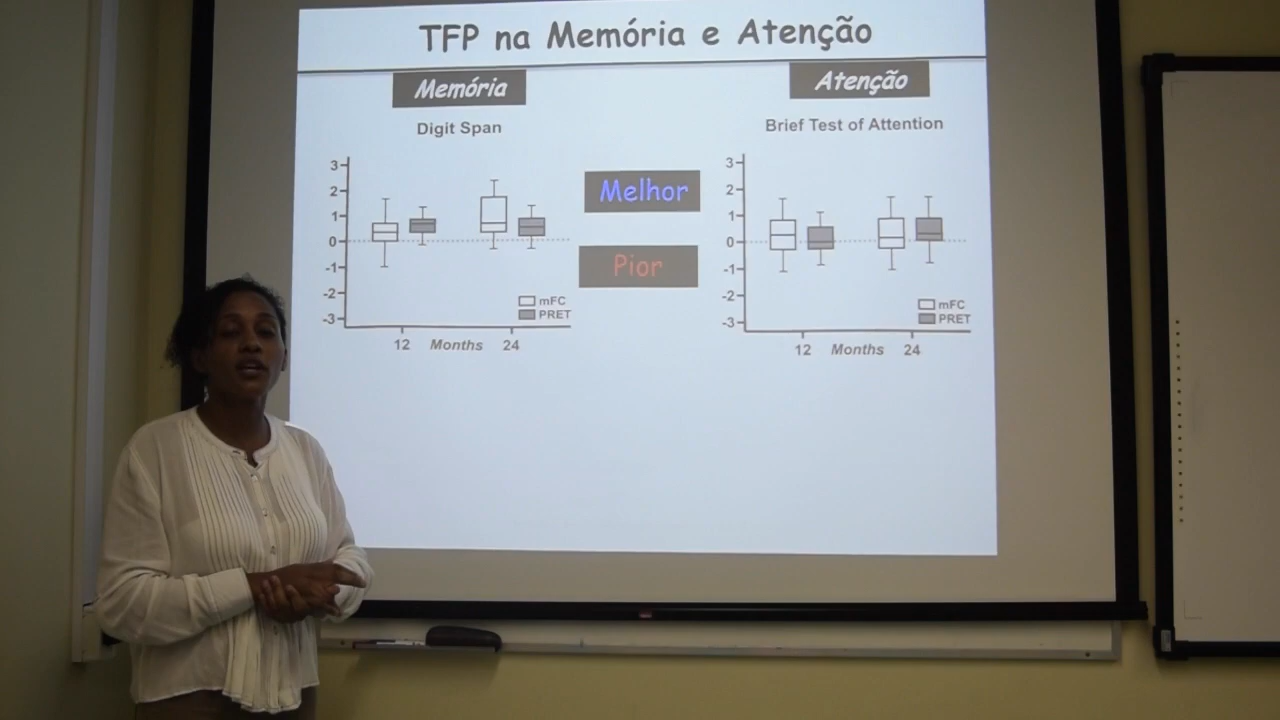 TFP na Memória e Atenção
Memória
Digit Span
3
2
1
0
-1
-2
-3
mFC
PRET
12 Months 24
Melhor
Pior
Atenção
Brief Test of Attention
3
2
1
0
-1
-2
-3
mFC
PRET
12 Months 24